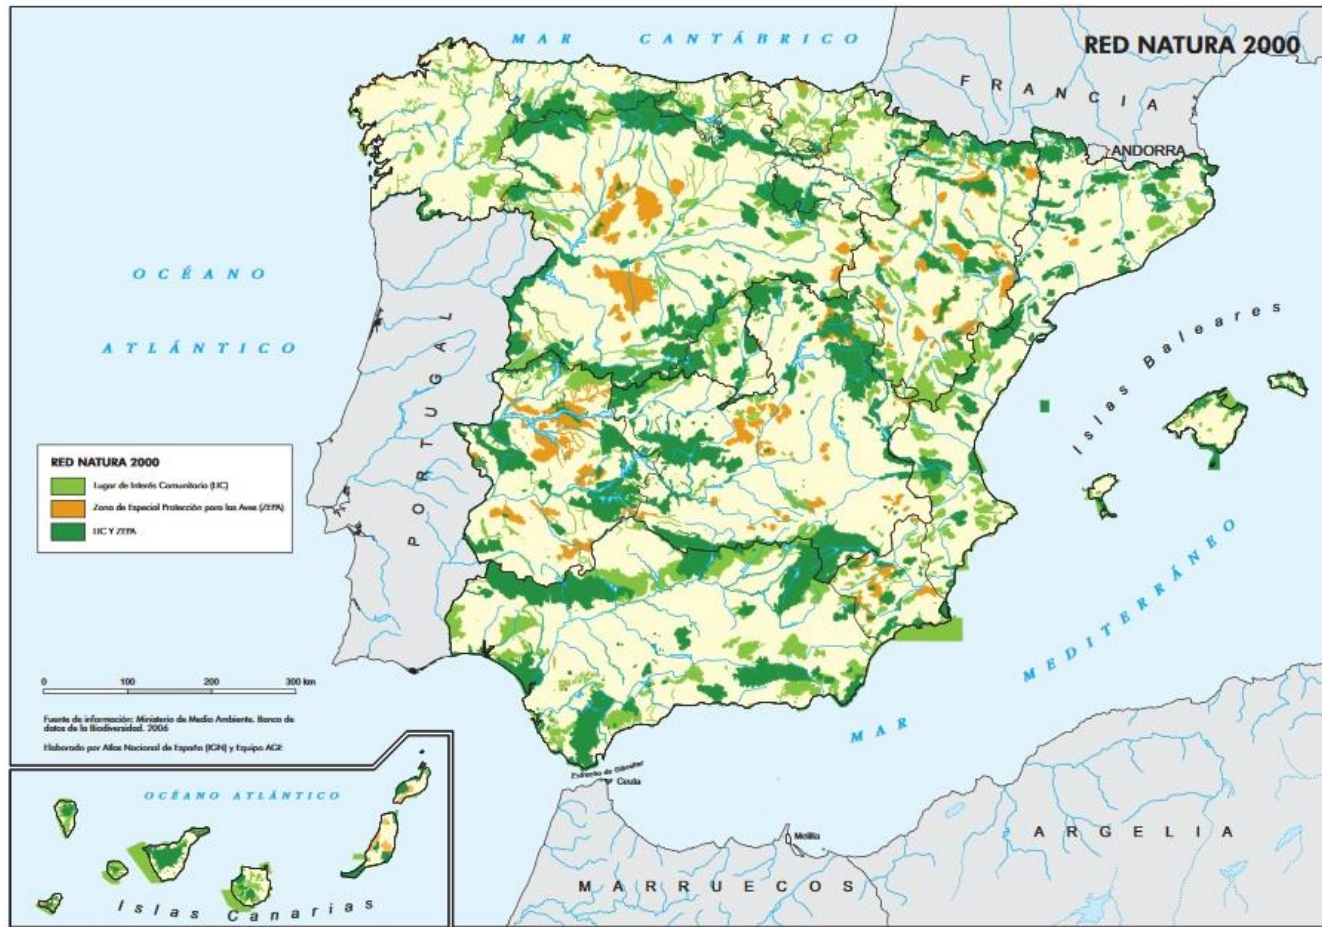 RED NATURA 2000
MAR CANTÁBRICO
FRANCIA
ANDORRA
OCÉANO
ATLÁNTICO
PORTUGAL
Islas Baleares
RED NATURA 2000
Lugar de Interés Comunitario (LIC)
Zona de Especial Protección para las Aves (ZEPA)
LIC Y ZEPA
MAR MEDITERRÁNEO
0 100 200 300 km
Fuente de información: Ministerio de Medio Ambiente. Banco de
datos de la Biodiversidad. 2006
Elaborado por Atlas Nacional de España (IGN) y Equipo AGE
Estrecho de Gibraltar
Ceuta
Melilla
OCÉANO ATLÁNTICO
Islas Canarias
MARRUECOS
ARGELIA